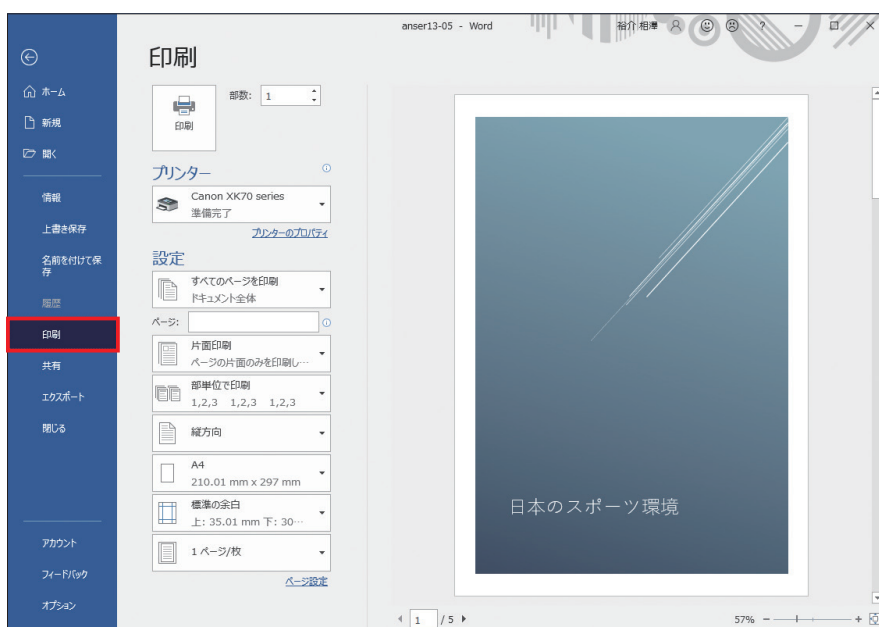 anser13-05 - Word
裕介 相澤
?
印刷
ホーム
新規
開く
情報
上書き保存
名前を付けて保
存
履歴
印刷
共有
エクスポート
閉じる
アカウント
フィードバック
オプション
部数: 1
印刷
プリンター
Canon XK70 series
準備完了
プリンターのプロパティ
設定
すべてのページを印刷
ドキュメント全体
ページ:
片面印刷
ページの片面のみを印刷し…
部単位で印刷
1,2,3 1,2,3 1,2,3
縦方向
A4
210.01 mm x 297 mm
標準の余白
上: 35.01 mm 下: 30…
1 ページ/枚
ページ設定
日本のスポーツ環境
1 / 5
57%